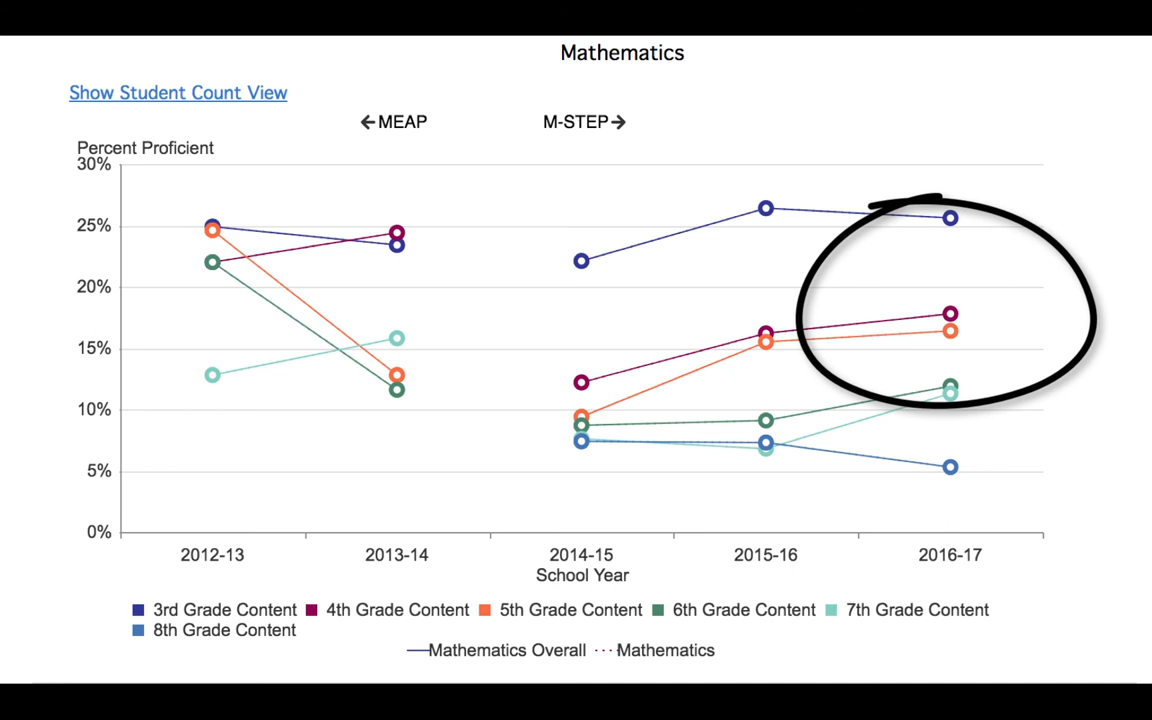 Mathematics
Show Student Count View
←MEAP M-STEP→
Percent Proficient
30%
25%
20%
15%
10%
5%
0%
2012-13 2013-14 2014-15 2015-16 2016-17
School Year
3rd Grade Content 4th Grade Content 5th Grade Content 6th Grade Content 7th Grade Content
8th Grade Content
Mathematics Overall Mathematics